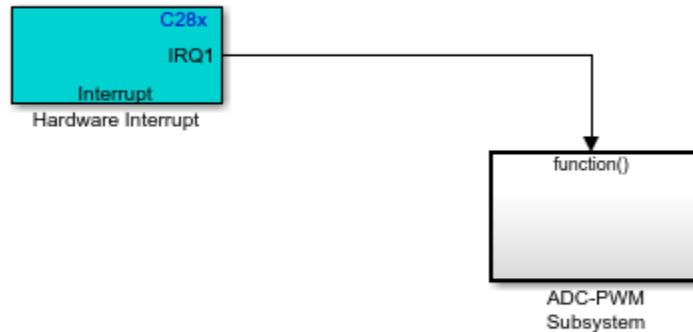 C28x
IRQ1
Interrupt
Hardware Interrupt
function()
ADC-PWM
Subsystem